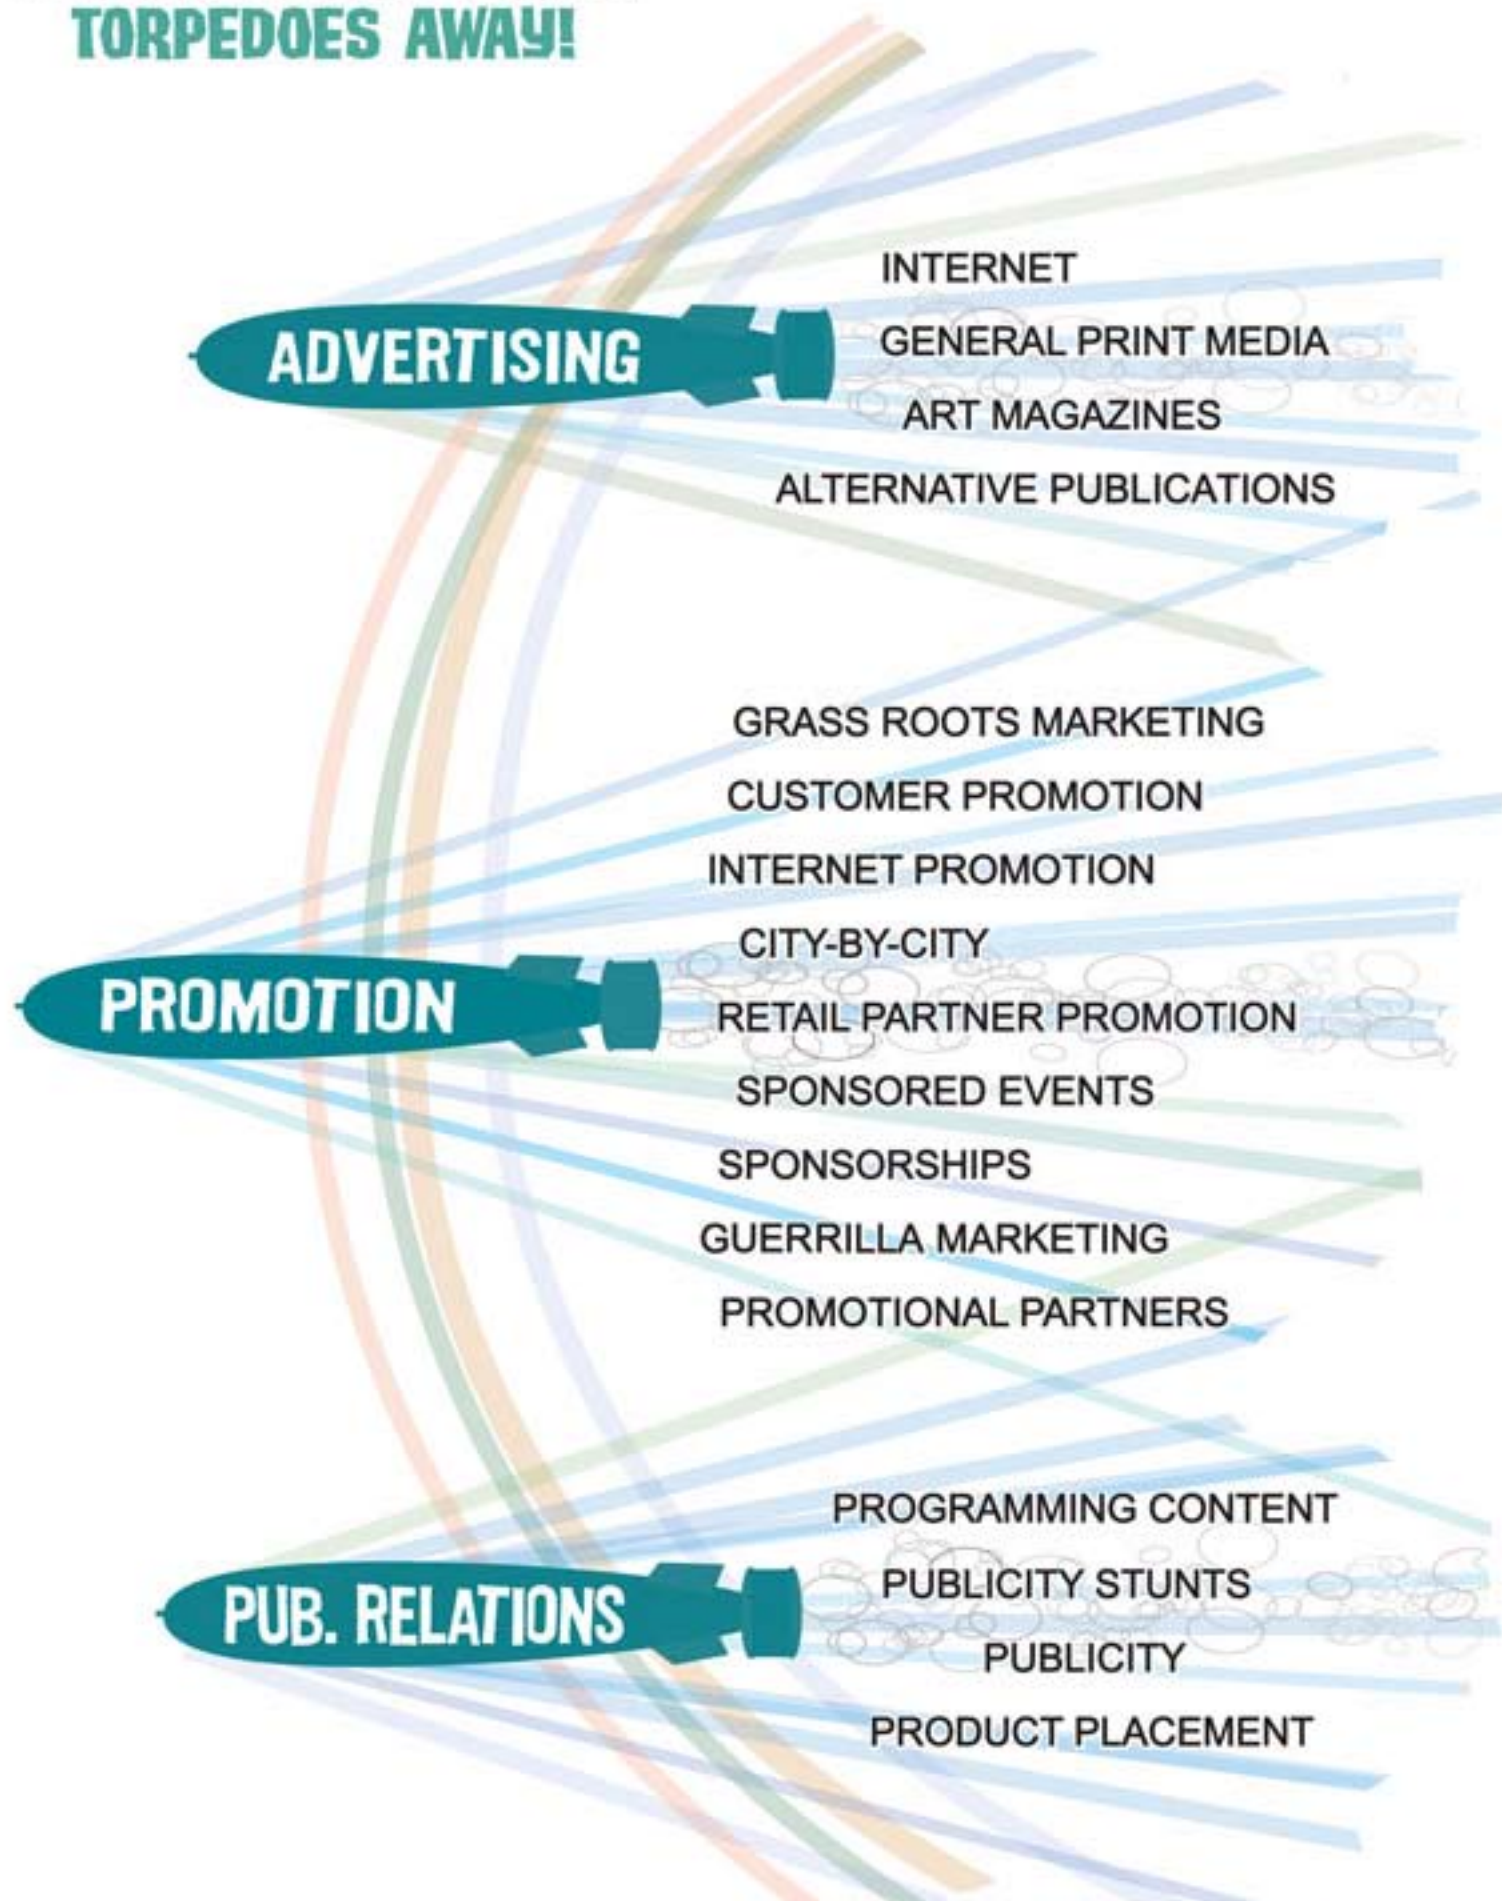 TORPEDOES AWAY!
INTERNET
ADVERTISING
GENERAL PRINT MEDIA
ART MAGAZINES
ALTERNATIVE PUBLICATIONS
GRASS ROOTS MARKETING
CUSTOMER PROMOTION
INTERNET PROMOTION
CITY-BY-CITY
PROMOTION
RETAIL PARTNER PROMOTION
SPONSORED EVENTS
SPONSORSHIPS
GUERRILLA MARKETING
PROMOTIONAL PARTNERS
PROGRAMMING CONTENT
PUBLICITY STUNTS
PUB. RELATIONS
PUBLICITY
PRODUCT PLACEMENT